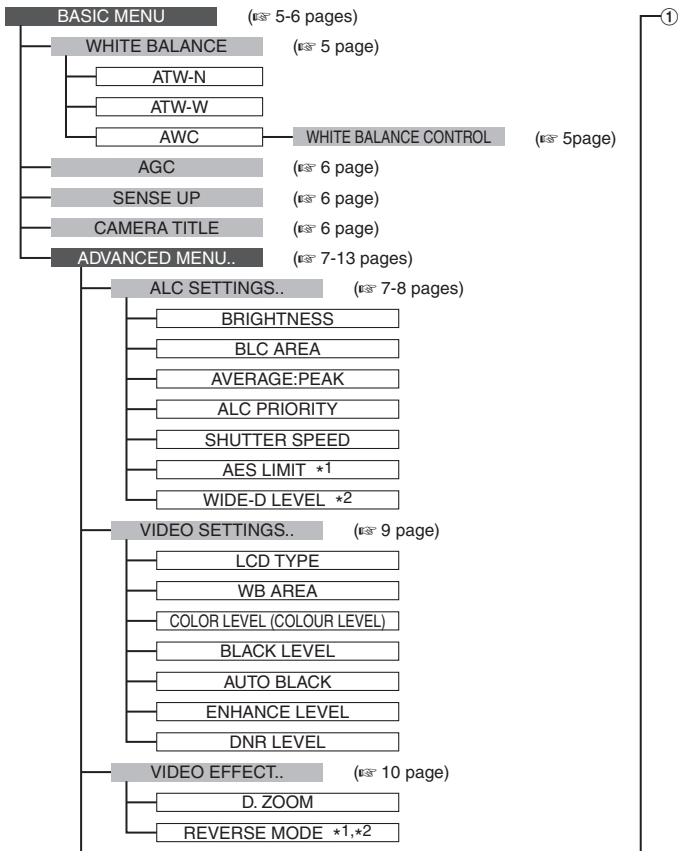 BASIC MENU (☞ 5-6 pages) ①
WHITE BALANCE (☞ 5 page)
ATW-N
ATW-W
AWC WHITE BALANCE CONTROL (☞ 5page)
AGC (☞ 6 page)
SENSE UP (☞ 6 page)
CAMERA TITLE (☞ 6 page)
ADVANCED MENU.. (☞ 7-13 pages)
ALC SETTINGS.. (☞ 7-8 pages)
BRIGHTNESS
BLC AREA
AVERAGE:PEAK
ALC PRIORITY
SHUTTER SPEED
AES LIMIT *1
WIDE-D LEVEL *2
VIDEO SETTINGS.. (☞ 9 page)
LCD TYPE
WB AREA
COLOR LEVEL (COLOUR LEVEL)
BLACK LEVEL
AUTO BLACK
ENHANCE LEVEL
DNR LEVEL
VIDEO EFFECT.. (☞ 10 page)
D. ZOOM
REVERSE MODE *1,*2